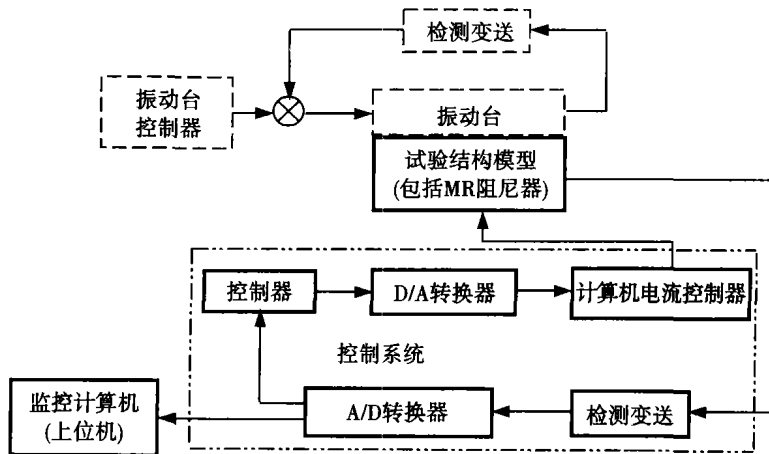 检测变送
振动台
控制器
振动台
试验结构模型
(包括MR阻尼器)
控制器
D/A转换器
计算机电流控制器
控制系统
监控计算机
(上位机)
A/D转换器
检测变送